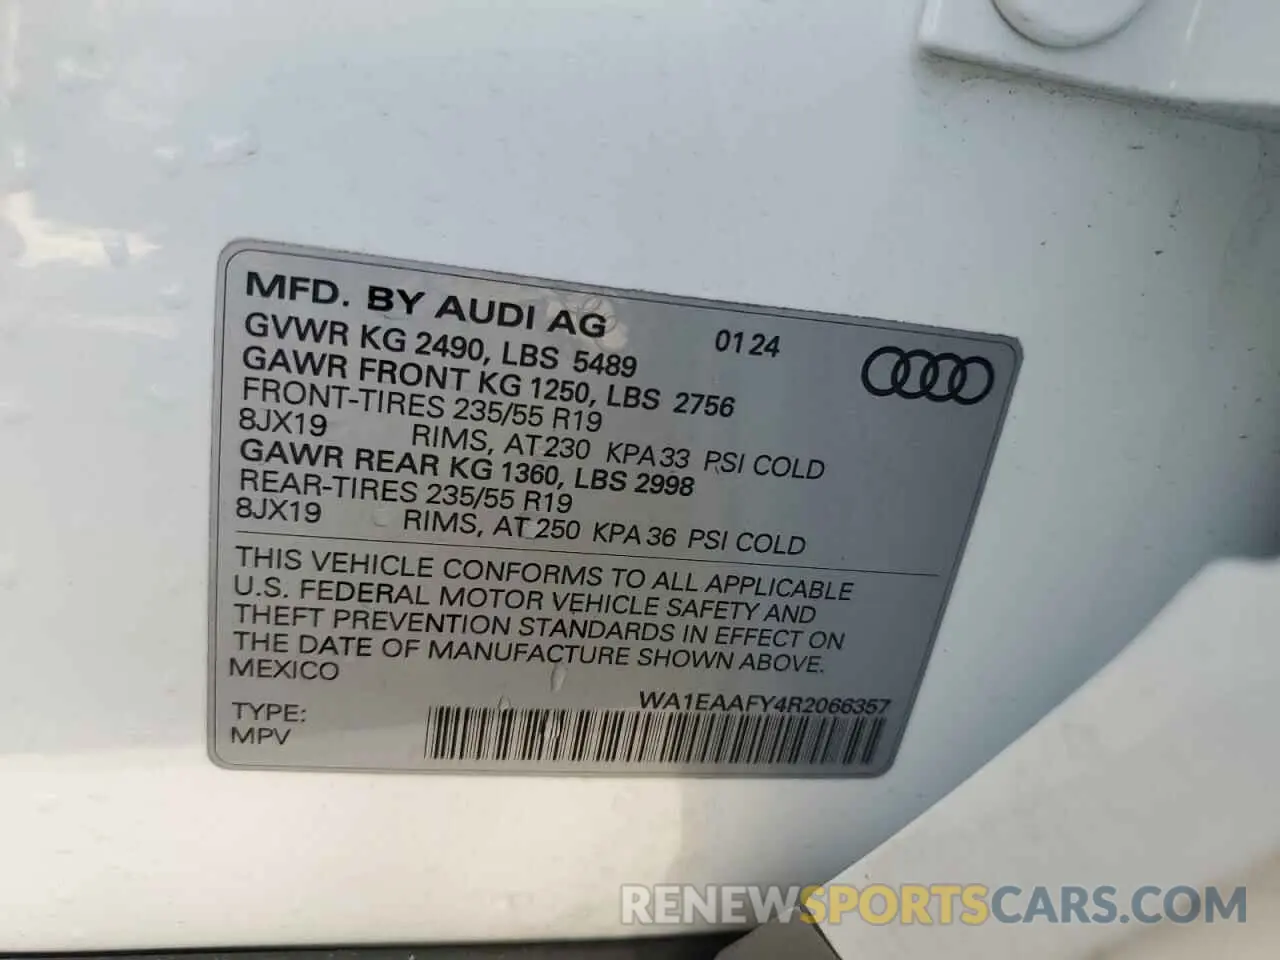 MFD. BY AUDI AG 01 24
GVWR KG 2490, LBS 5489
GAWR FRONT KG 1250, LBS 2756
FRONT-TIRES 235/55 R19
8JX19 RIMS, AT 230 KPA 33 PSI COLD
GAWR REAR KG 1360, LBS 2998
REAR-TIRES 235/55 R19
8JX19 RIMS, AT 250 KPA 36 PSI COLD
THIS VEHICLE CONFORMS TO ALL APPLICABLE
U.S. FEDERAL MOTOR VEHICLE SAFETY AND
THEFT PREVENTION STANDARDS IN EFFECT ON
THE DATE OF MANUFACTURE SHOWN ABOVE.
MEXICO
WA1EAAFY4R2066357
TYPE:
MPV
RENEWSPORTSCARS.COM